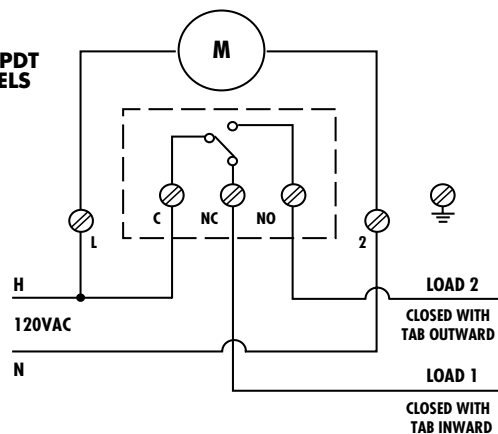 PDT
ELS
M
C
NC
NO
L
2
H
120VAC
N
LOAD 2
CLOSED WITH
TAB OUTWARD
LOAD 1
CLOSED WITH
TAB INWARD